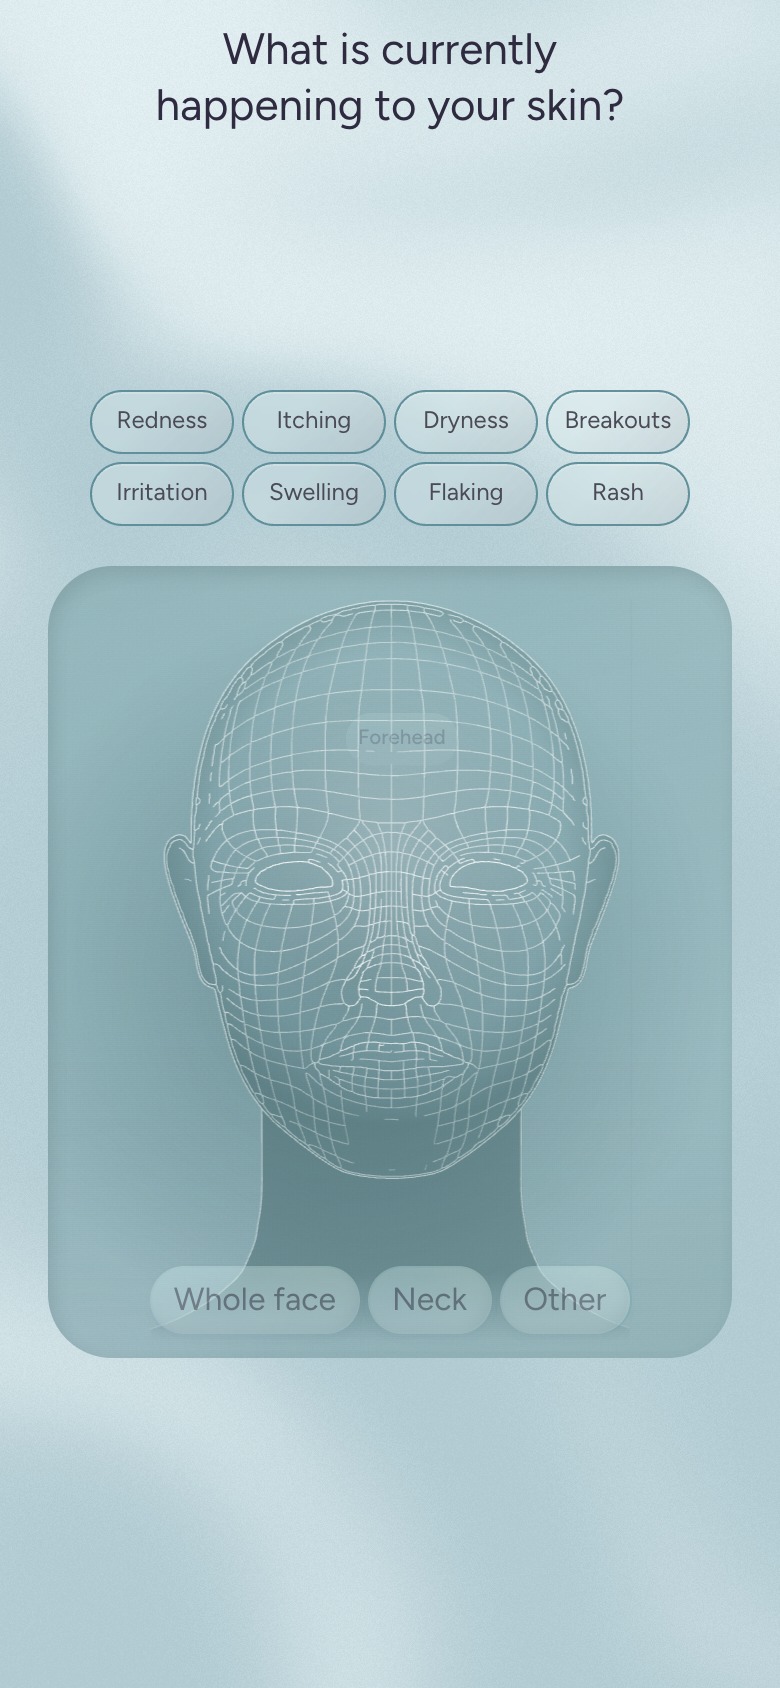 What is currently
happening to your skin?
Redness Itching Dryness Breakouts
Irritation Swelling Flaking Rash
Forehead
Whole face Neck Other